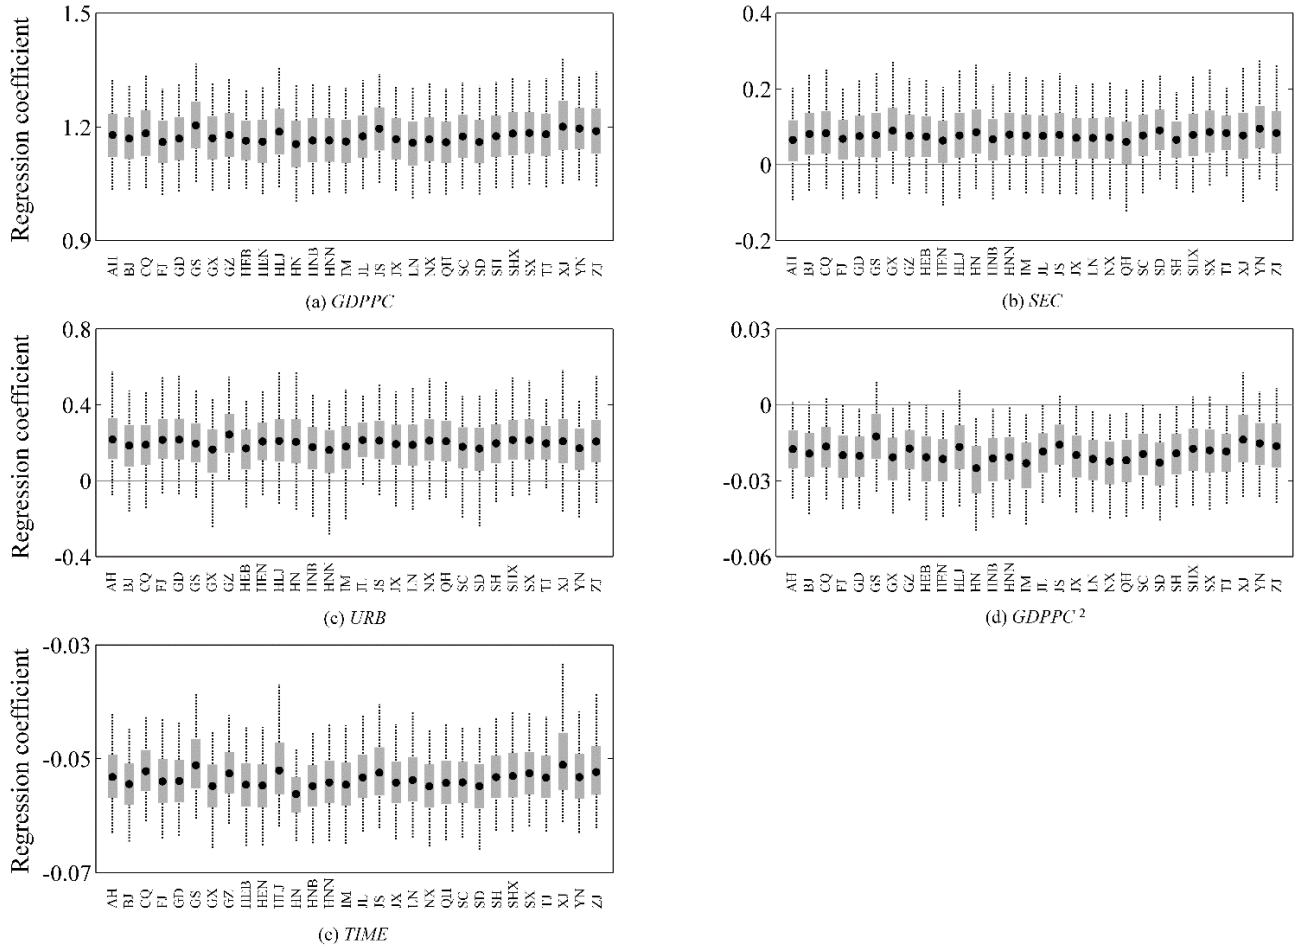 Regression coefficient
1.5
1.2
0.9
AH BJ CQ FJ GD GS GX GZ HEB HEN HLJ HN HNB HNN IM JL JS JX LN NX QH SC SD SH SHX SX TJ XJ YN ZJ
(a) GDPPC
0.4
0.2
0
-0.2
AH BJ CQ FJ GD GS GX GZ HEB HEN HLJ HN HNB HNN IM JL JS JX LN NX QH SC SD SH SHX SX TJ XJ YN ZJ
(b) SEC
Regression coefficient
0.8
0.4
0
-0.4
AH BJ CQ FJ GD GS GX GZ HEB HEN HLJ HN HNB HNN IM JL JS JX LN NX QH SC SD SH SHX SX TJ XJ YN ZJ
(c) URB
0.03
0
-0.03
-0.06
AH BJ CQ FJ GD GS GX GZ HEB HEN HLJ HN HNB HNN IM JL JS JX LN NX QH SC SD SH SHX SX TJ XJ YN ZJ
(d) GDPPC ²
Regression coefficient
-0.03
-0.05
-0.07
AH BJ CQ FJ GD GS GX GZ HEB HEN HLJ HN HNB HNN IM JL JS JX LN NX QH SC SD SH SHX SX TJ XJ YN ZJ
(e) TIME